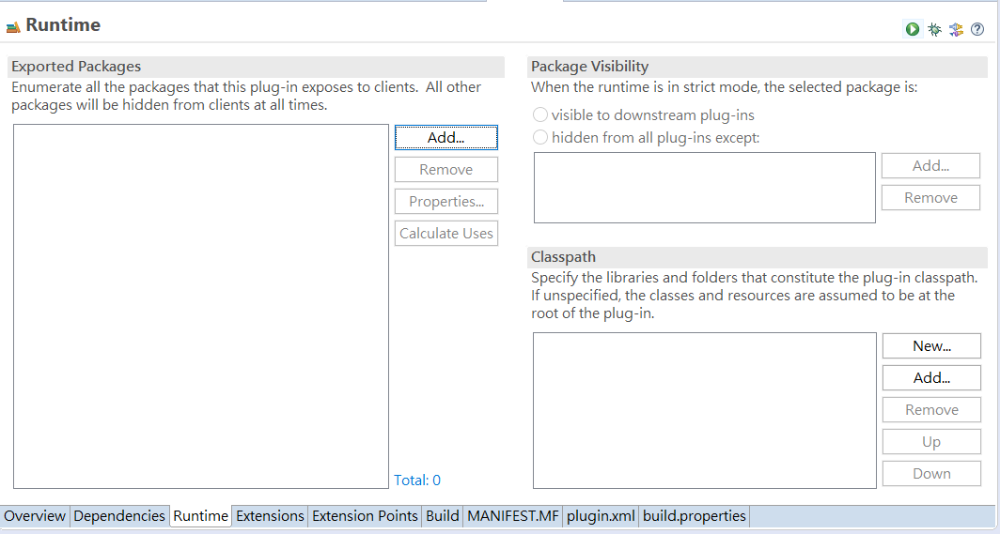 Runtime
Exported Packages
Enumerate all the packages that this plug-in exposes to clients.  All other
packages will be hidden from clients at all times.
Add...
Remove
Properties...
Calculate Uses
Total: 0
Package Visibility
When the runtime is in strict mode, the selected package is:
visible to downstream plug-ins
hidden from all plug-ins except:
Add...
Remove
Classpath
Specify the libraries and folders that constitute the plug-in classpath.
If unspecified, the classes and resources are assumed to be at the
root of the plug-in.
New...
Add...
Remove
Up
Down
Overview Dependencies Runtime Extensions Extension Points Build MANIFEST.MF plugin.xml build.properties